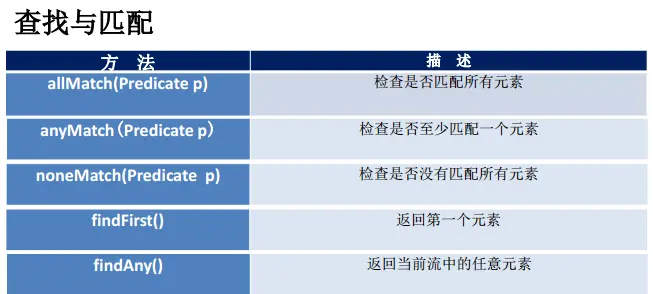 查找与匹配
方 法 描 述
allMatch(Predicate p) 检查是否匹配所有元素
anyMatch（Predicate p） 检查是否至少匹配一个元素
noneMatch(Predicate p) 检查是否没有匹配所有元素
findFirst() 返回第一个元素
findAny() 返回当前流中的任意元素